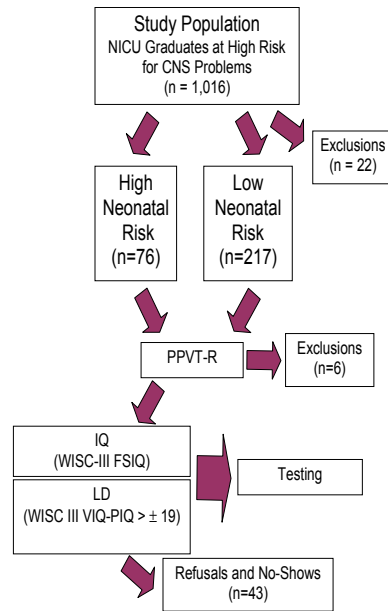 Study Population
NICU Graduates at High Risk
for CNS Problems
(n = 1,016)
Exclusions
(n = 22)
High
Neonatal
Risk
(n=76)
Low
Neonatal
Risk
(n=217)
PPVT-R
Exclusions
(n=6)
IQ
(WISC-III FSIQ)
LD
(WISC III VIQ-PIQ > ± 19)
Testing
Refusals and No-Shows
(n=43)